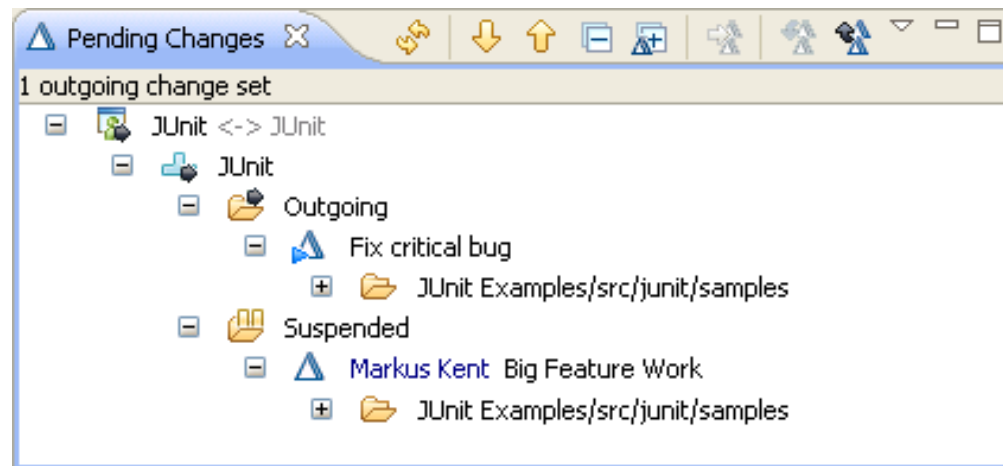 Pending Changes
1 outgoing change set
JUnit <-> JUnit
JUnit
Outgoing
Fix critical bug
JUnit Examples/src/junit/samples
Suspended
Markus Kent Big Feature Work
JUnit Examples/src/junit/samples